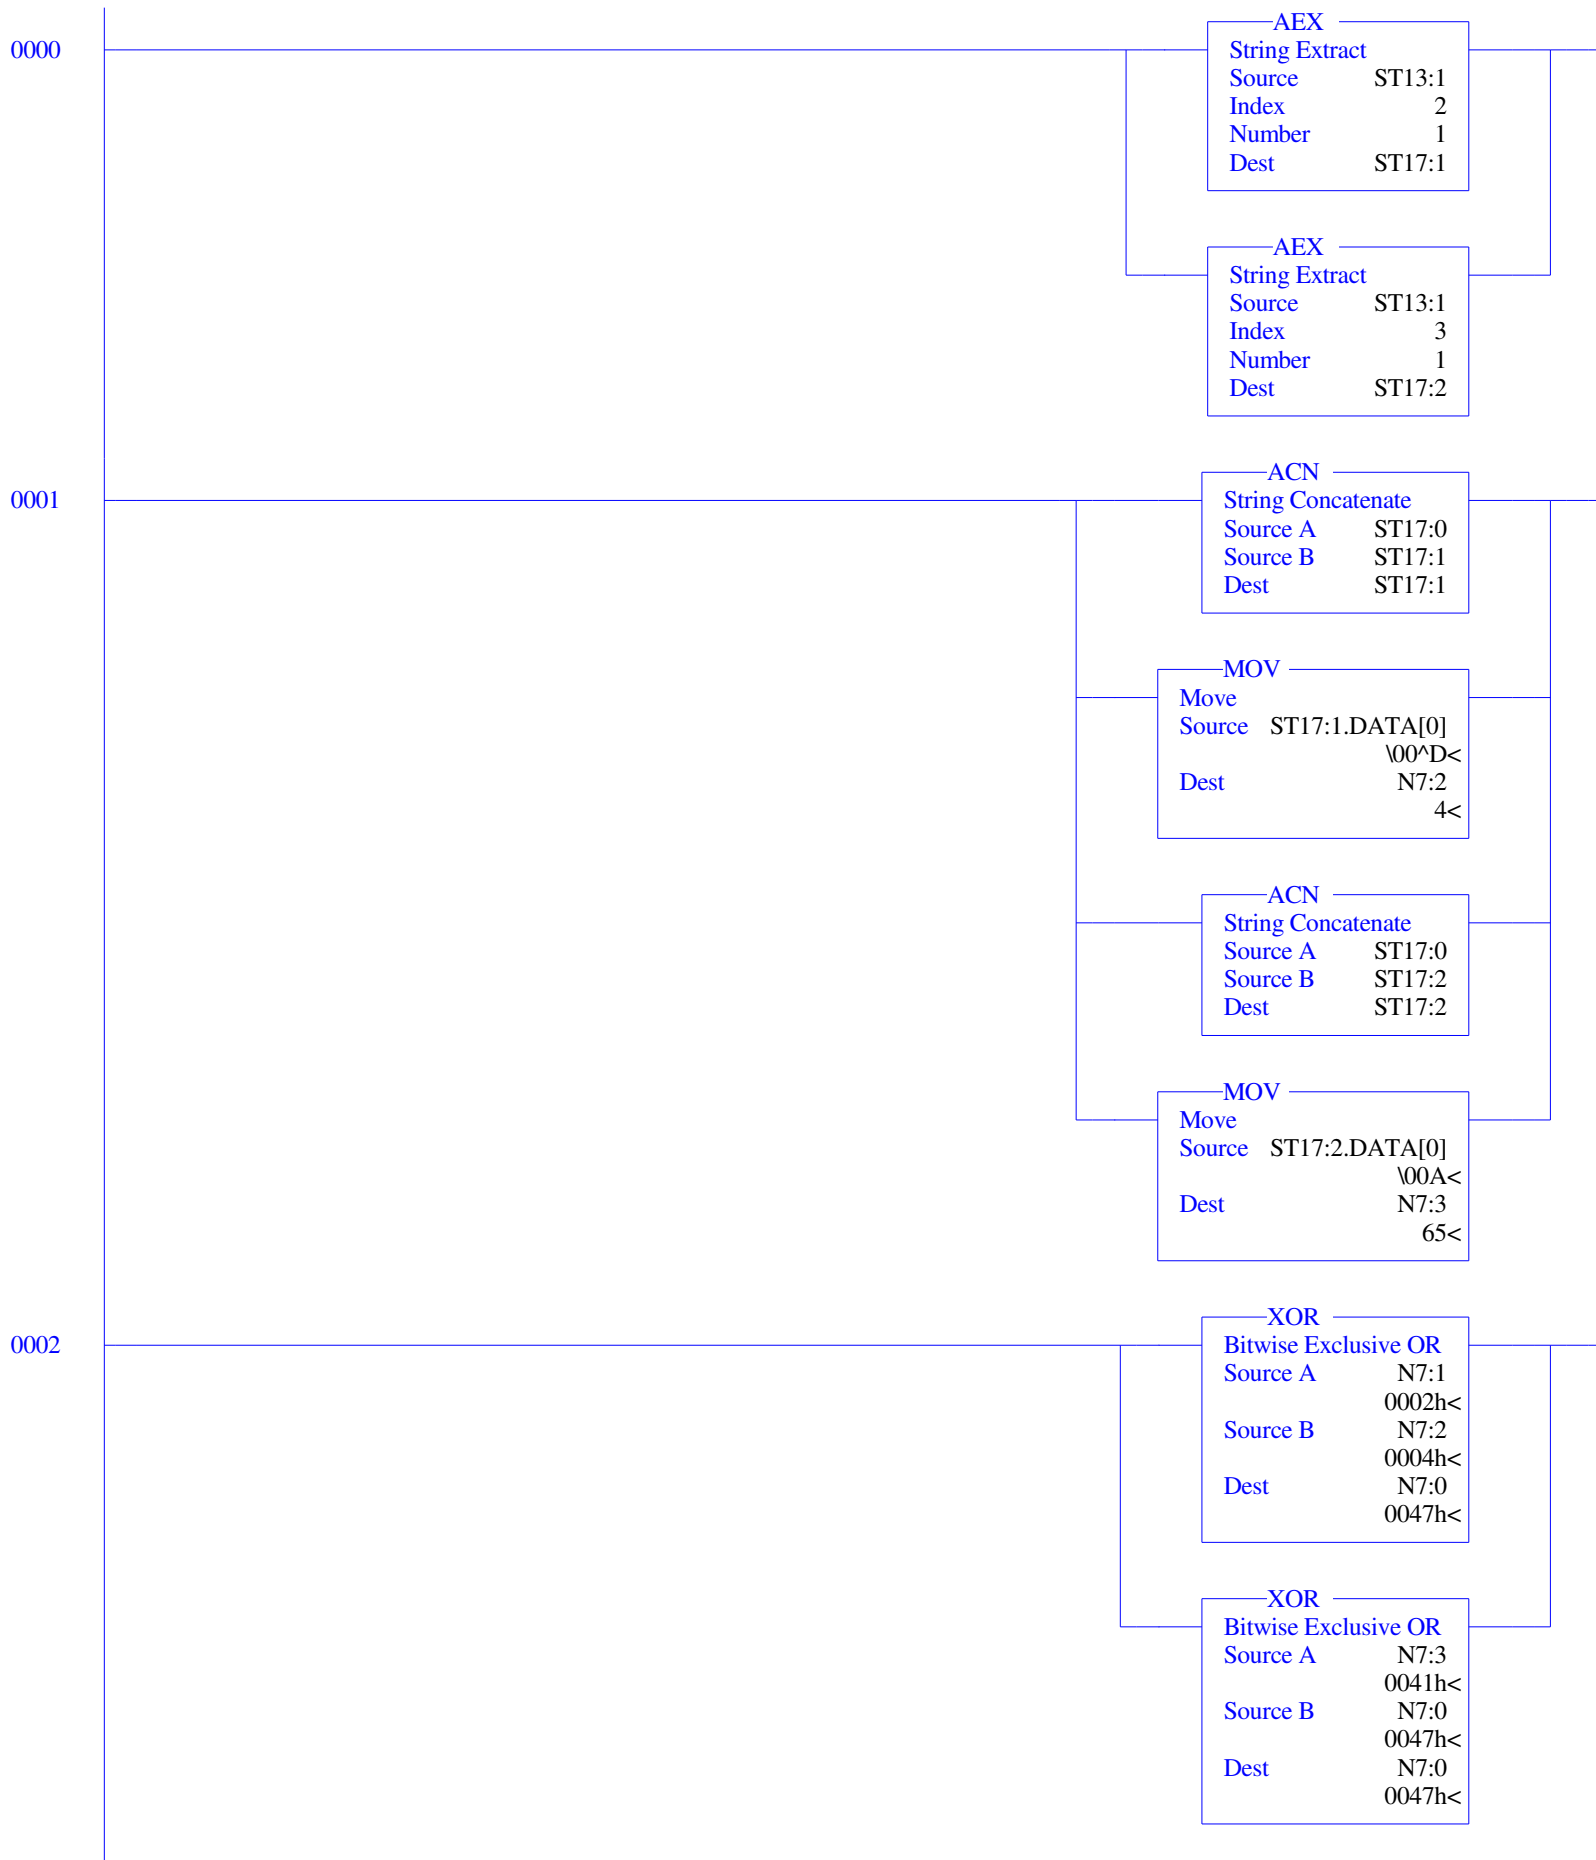 0000
AEX
String Extract
Source ST13:1
Index 2
Number 1
Dest ST17:1
AEX
String Extract
Source ST13:1
Index 3
Number 1
Dest ST17:2
0001
ACN
String Concatenate
Source A ST17:0
Source B ST17:1
Dest ST17:1
MOV
Move
Source ST17:1.DATA[0]
\00^D<
Dest N7:2
4<
ACN
String Concatenate
Source A ST17:0
Source B ST17:2
Dest ST17:2
MOV
Move
Source ST17:2.DATA[0]
\00A<
Dest N7:3
65<
0002
XOR
Bitwise Exclusive OR
Source A N7:1
0002h<
Source B N7:2
0004h<
Dest N7:0
0047h<
XOR
Bitwise Exclusive OR
Source A N7:3
0041h<
Source B N7:0
0047h<
Dest N7:0
0047h<